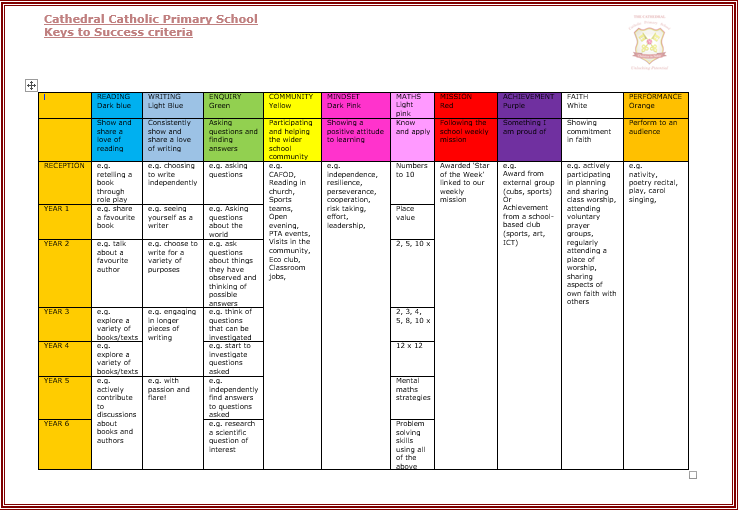 Cathedral Catholic Primary School
Keys to Success criteria
READING
Dark blue
WRITING
Light Blue
ENQUIRY
Green
COMMUNITY
Yellow
MINDSET
Dark Pink
MATHS
Light
pink
MISSION
Red
ACHIEVEMENT
Purple
FAITH
White
PERFORMANCE
Orange
Show and
share a
love of
reading
Consistently
show and
share a love
of writing
Asking
questions and
finding
answers
Participating
and helping
the wider
school
community
Showing a
positive attitude
to learning
Know
and apply
Following the
school weekly
mission
Something I
am proud of
Showing
commitment
in faith
Perform to an
audience
RECEPTION
e.g.
retelling a
book
through
role play
e.g. choosing
to write
independently
e.g. asking
questions
e.g.
CAFOD,
Reading in
church,
Sports
teams,
Open
evening,
PTA events,
Visits in the
community,
Eco club,
Classroom
jobs,
e.g.
independence,
resilience,
perseverance,
cooperation,
risk taking,
effort,
leadership,
Numbers
to 10
Awarded 'Star
of the Week'
linked to our
weekly
mission
e.g.
Award from
external group
(cubs, sports)
Or
Achievement
from a school-
based club
(sports, art,
ICT)
e.g. actively
participating
in planning
and sharing
class worship,
attending
voluntary
prayer
groups,
regularly
attending a
place of
worship,
sharing
aspects of
own faith with
others
e.g.
nativity,
poetry recital,
play, carol
singing,
YEAR 1
e.g. share
a favourite
book
e.g. seeing
yourself as a
writer
e.g. Asking
questions
about the
world
Place
value
YEAR 2
e.g. talk
about a
favourite
author
e.g. choose to
write for a
variety of
purposes
e.g. ask
questions
about things
they have
observed and
thinking of
possible
answers
2, 5, 10 x
YEAR 3
e.g.
explore a
variety of
books/texts
e.g. engaging
in longer
pieces of
writing
e.g. think of
questions
that can be
investigated
2, 3, 4,
5, 8, 10 x
YEAR 4
e.g.
explore a
variety of
books/texts
e.g. start to
investigate
questions
asked
12 x 12
YEAR 5
e.g.
actively
contribute
to
discussions
about
books and
authors
e.g. with
passion and
flare!
e.g.
independently
find answers
to questions
asked
Mental
maths
strategies
YEAR 6
e.g. research
a scientific
question of
interest
Problem
solving
skills
using all
of the
above